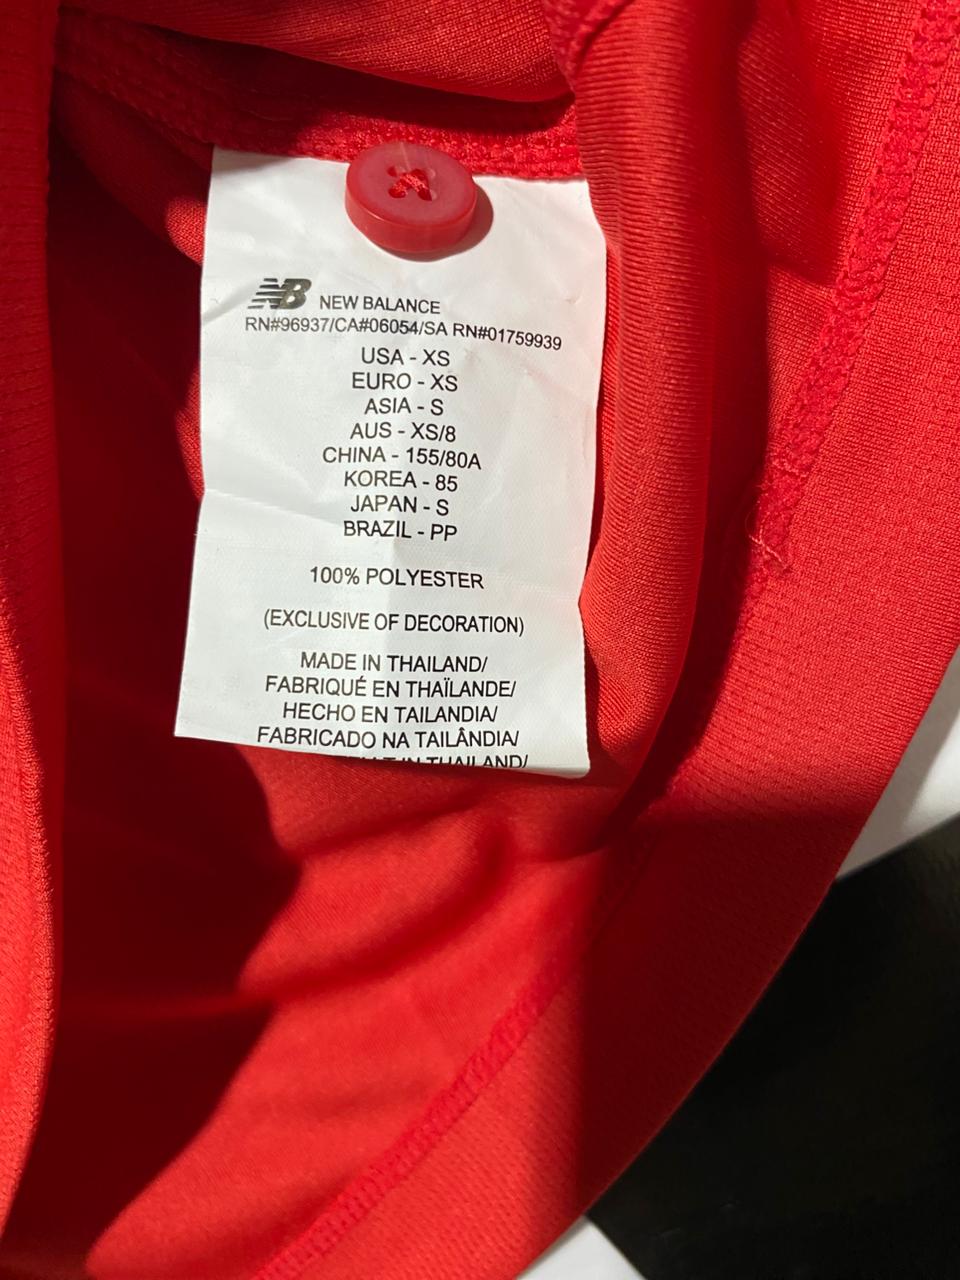 NB NEW BALANCE
RN#96937/CA#06054/SA RN#01759939
USA - XS
EURO - XS
ASIA - S
AUS - XS/8
CHINA - 155/80A
KOREA - 85
JAPAN - S
BRAZIL - PP
100% POLYESTER
(EXCLUSIVE OF DECORATION)
MADE IN THAILAND/
FABRIQUÉ EN THAÏLANDE/
HECHO EN TAILANDIA/
FABRICADO NA TAILÂNDIA/
IN THAILAND/